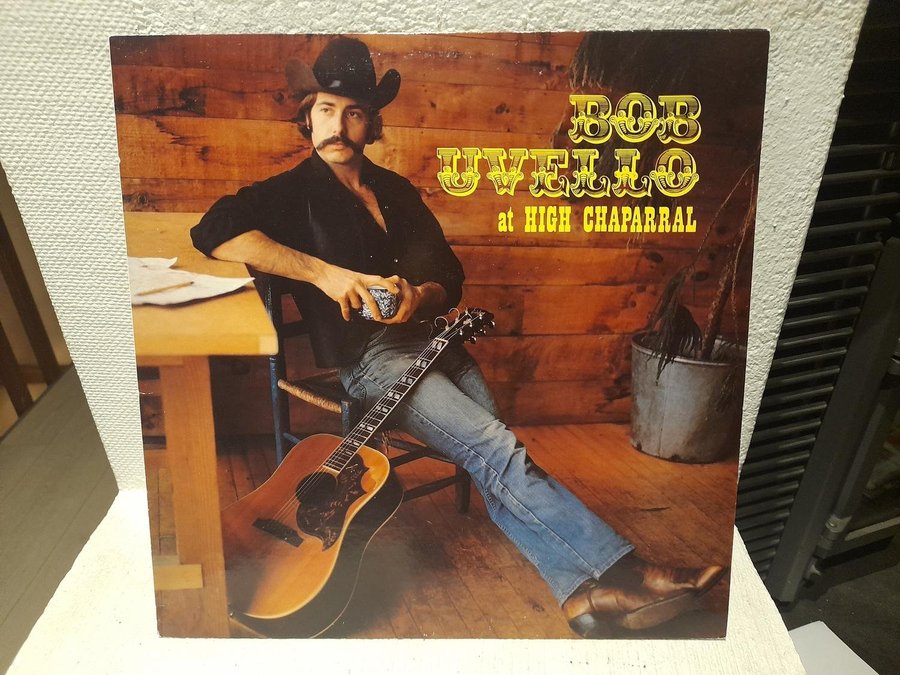 BOB
UVELLO
at HIGH CHAPARRAL